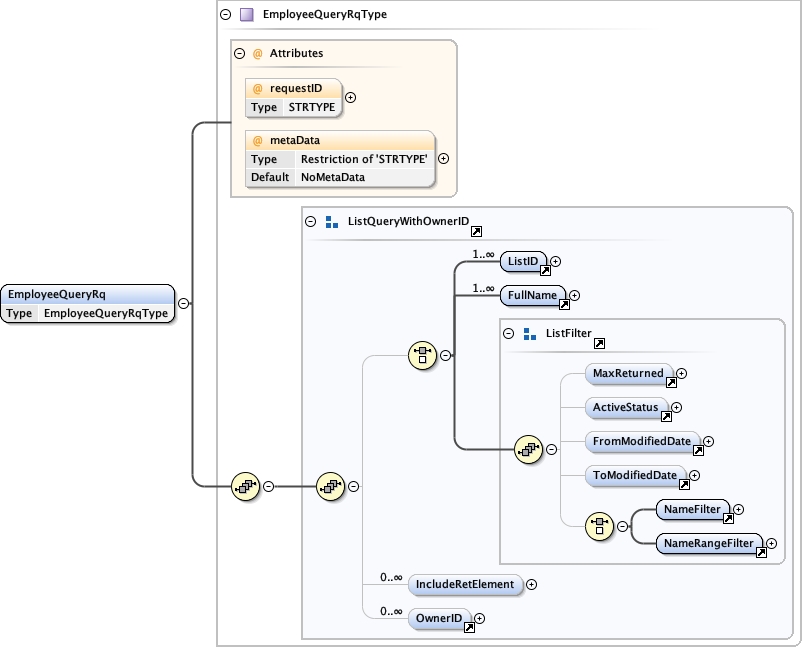 EmployeeQueryRqType
@ Attributes
@ requestID
Type STRTYPE
@ metaData
Type Restriction of 'STRTYPE'
Default NoMetaData
ListQueryWithOwnerID
1..∞ ListID
EmployeeQueryRq
Type EmployeeQueryRqType
1..∞ FullName
ListFilter
MaxReturned
ActiveStatus
FromModifiedDate
ToModifiedDate
NameFilter
NameRangeFilter
0..∞ IncludeRetElement
0..∞ OwnerID